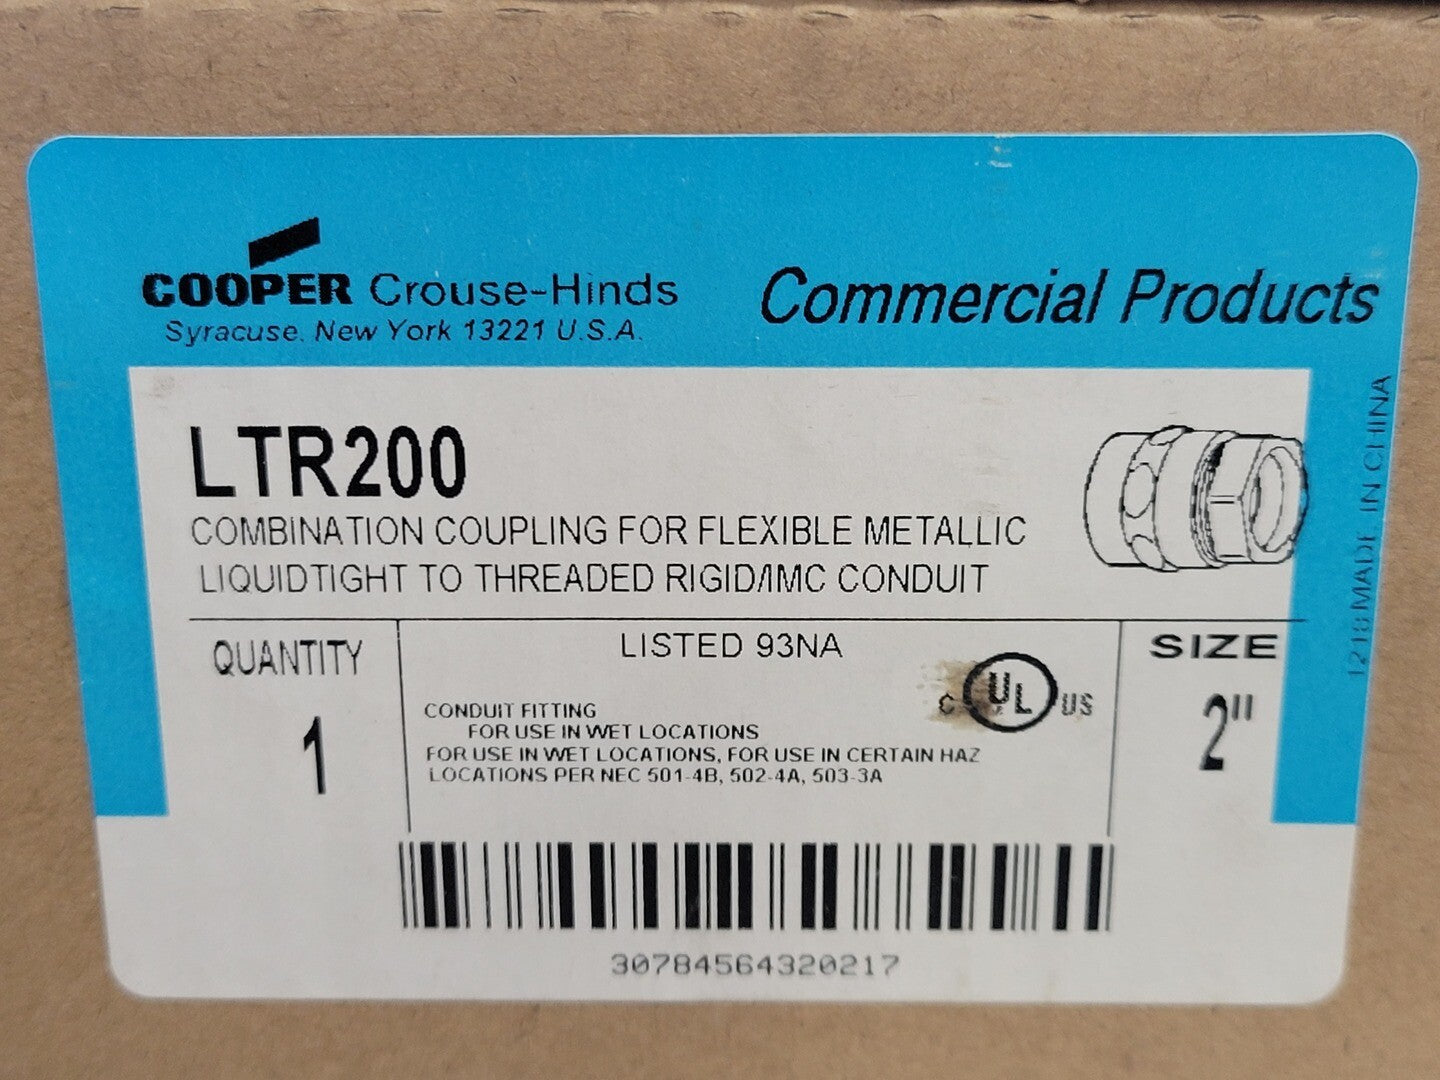 COOPER Crouse-Hinds
Syracuse, New York 13221 U.S.A.
Commercial Products
LTR200
COMBINATION COUPLING FOR FLEXIBLE METALLIC
LIQUIDTIGHT TO THREADED RIGID/IMC CONDUIT
QUANTITY
1
LISTED 93NA
CONDUIT FITTING
FOR USE IN WET LOCATIONS
FOR USE IN WET LOCATIONS, FOR USE IN CERTAIN HAZ
LOCATIONS PER NEC 501-4B, 502-4A, 503-3A
C UL US
SIZE
2"
1218 MADE IN CHINA
30784564320217